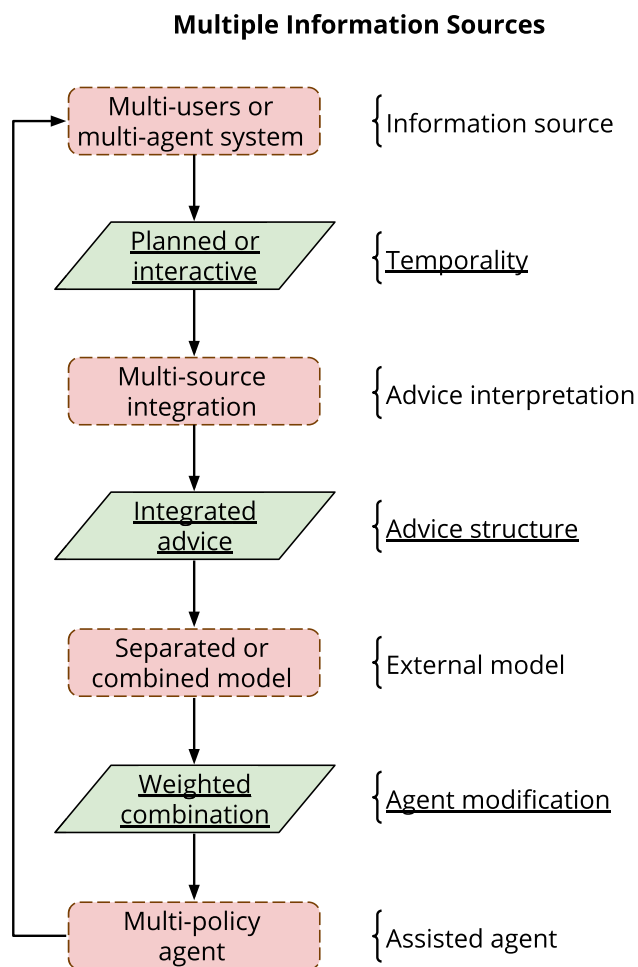 Multiple Information Sources
Multi-users or
multi-agent system
Information source
Planned or
interactive
Temporality
Multi-source
integration
Advice interpretation
Integrated
advice
Advice structure
Separated or
combined model
External model
Weighted
combination
Agent modification
Multi-policy
agent
Assisted agent